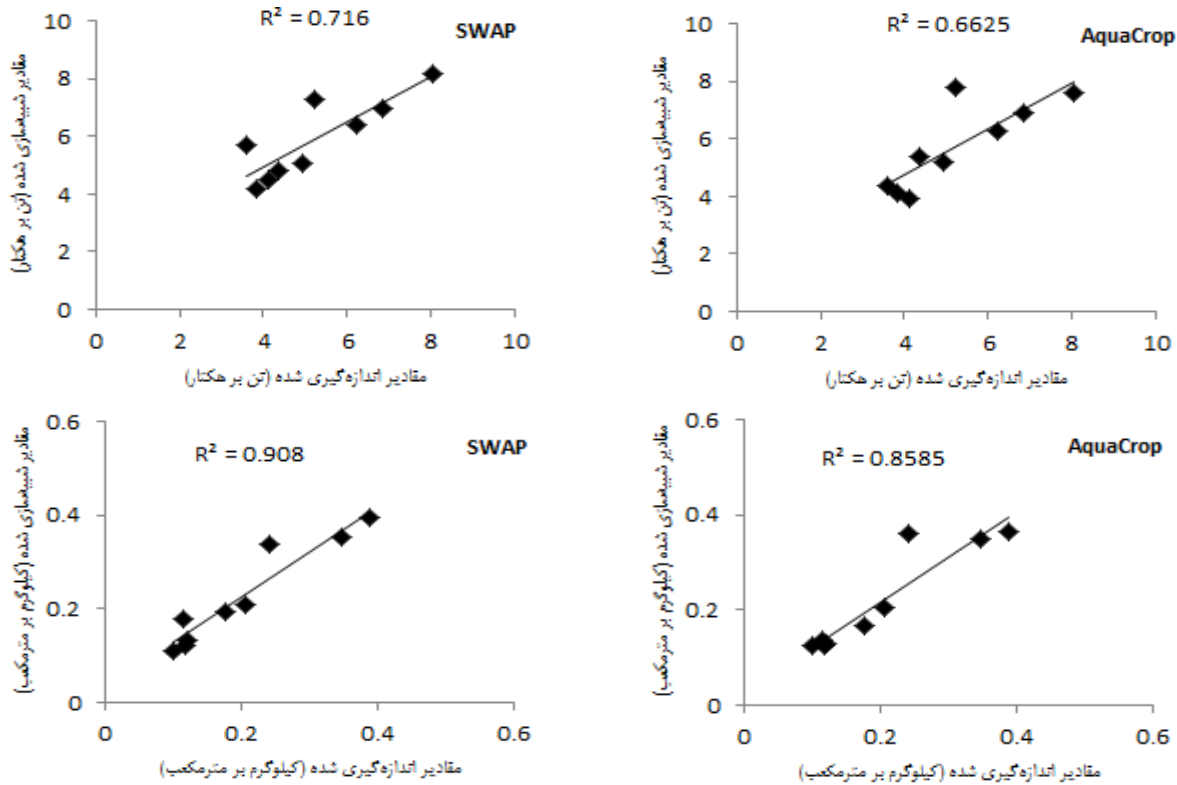 R² = 0.716
SWAP
مقادیر شبیه‌سازی شده (تن بر هکتار)
10
8
6
4
2
0
0 2 4 6 8 10
مقادیر اندازه‌گیری شده (تن بر هکتار)
R² = 0.6625
AquaCrop
مقادیر شبیه‌سازی شده (تن بر هکتار)
10
8
6
4
2
0
0 2 4 6 8 10
مقادیر اندازه‌گیری شده (تن بر هکتار)
R² = 0.908
SWAP
مقادیر شبیه‌سازی شده (کیلوگرم بر مترمکعب)
0.6
0.4
0.2
0
0 0.2 0.4 0.6
مقادیر اندازه‌گیری شده (کیلوگرم بر مترمکعب)
R² = 0.8585
AquaCrop
مقادیر شبیه‌سازی شده (کیلوگرم بر مترمکعب)
0.6
0.4
0.2
0
0 0.2 0.4 0.6
مقادیر اندازه‌گیری شده (کیلوگرم بر مترمکعب)